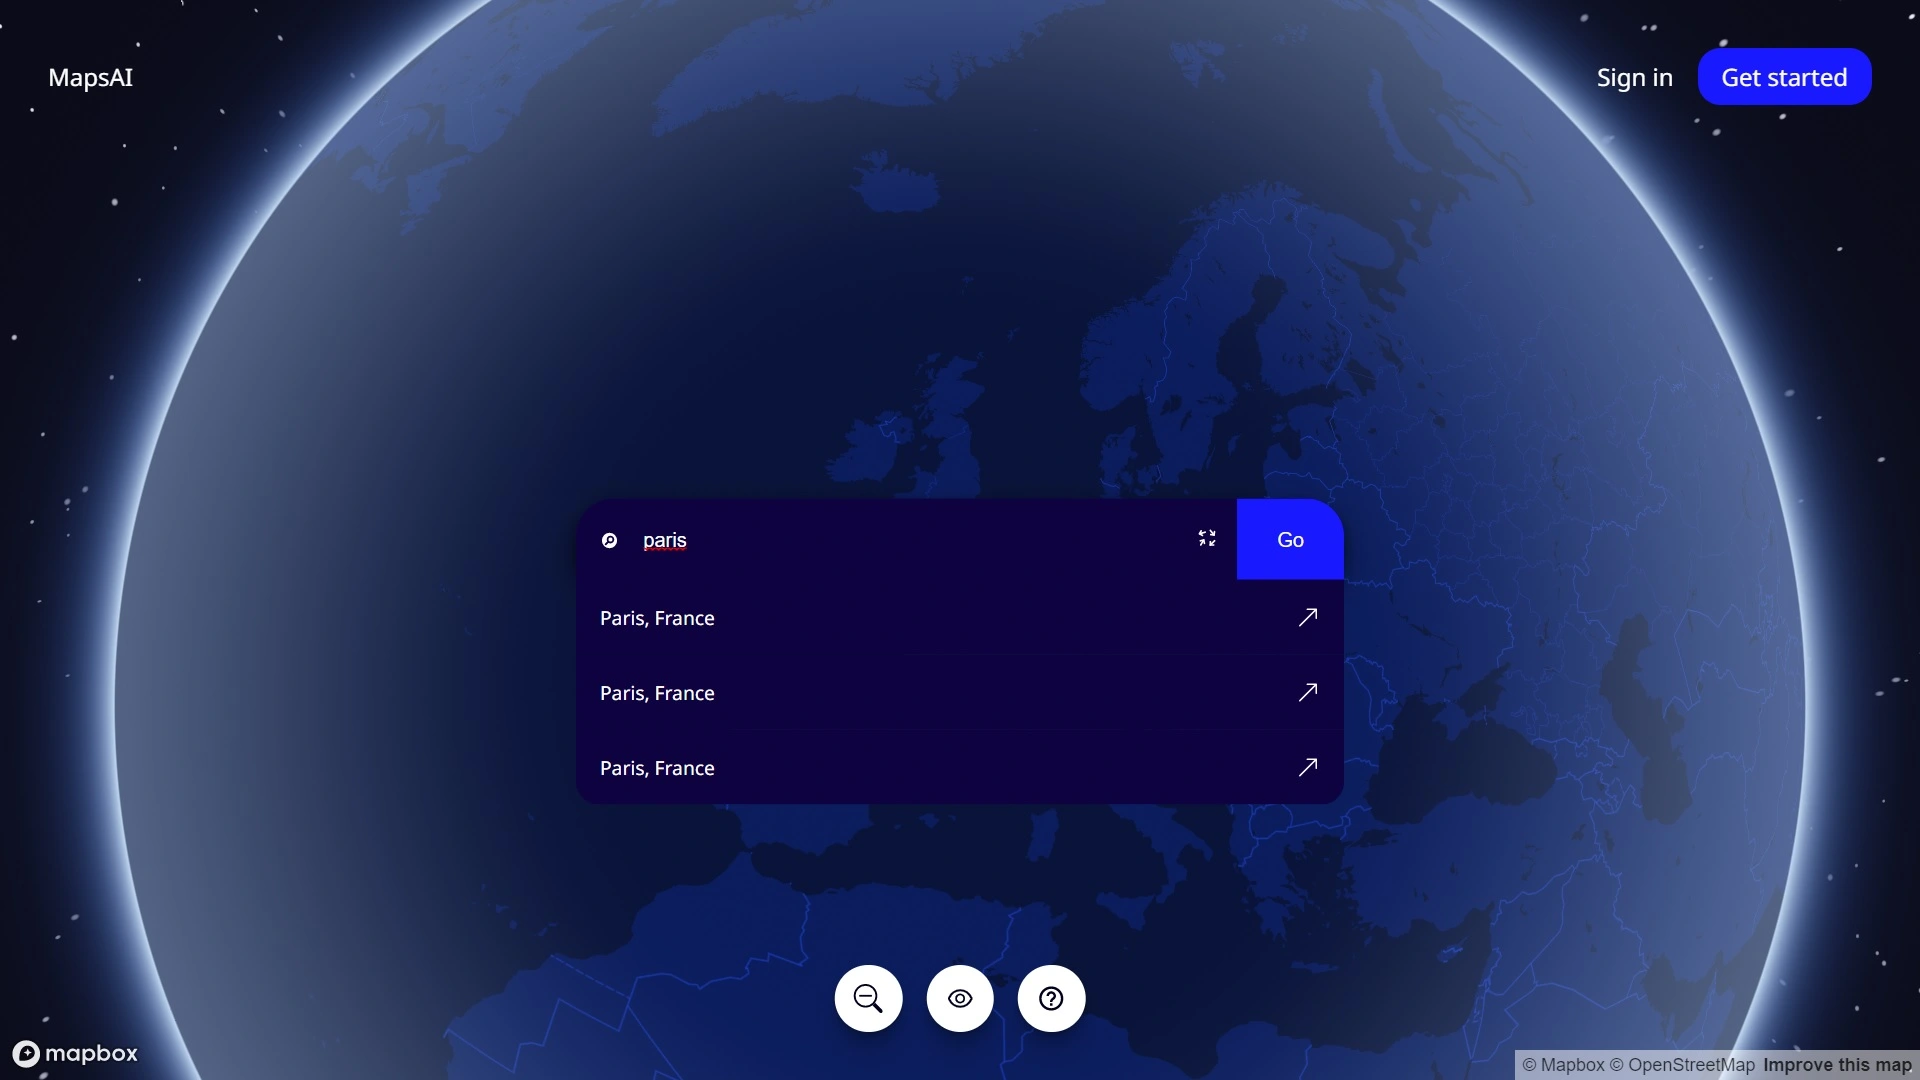 MapsAI
Sign in
Get started
paris
Go
Paris, France
Paris, France
Paris, France
mapbox
© Mapbox © OpenStreetMap Improve this map